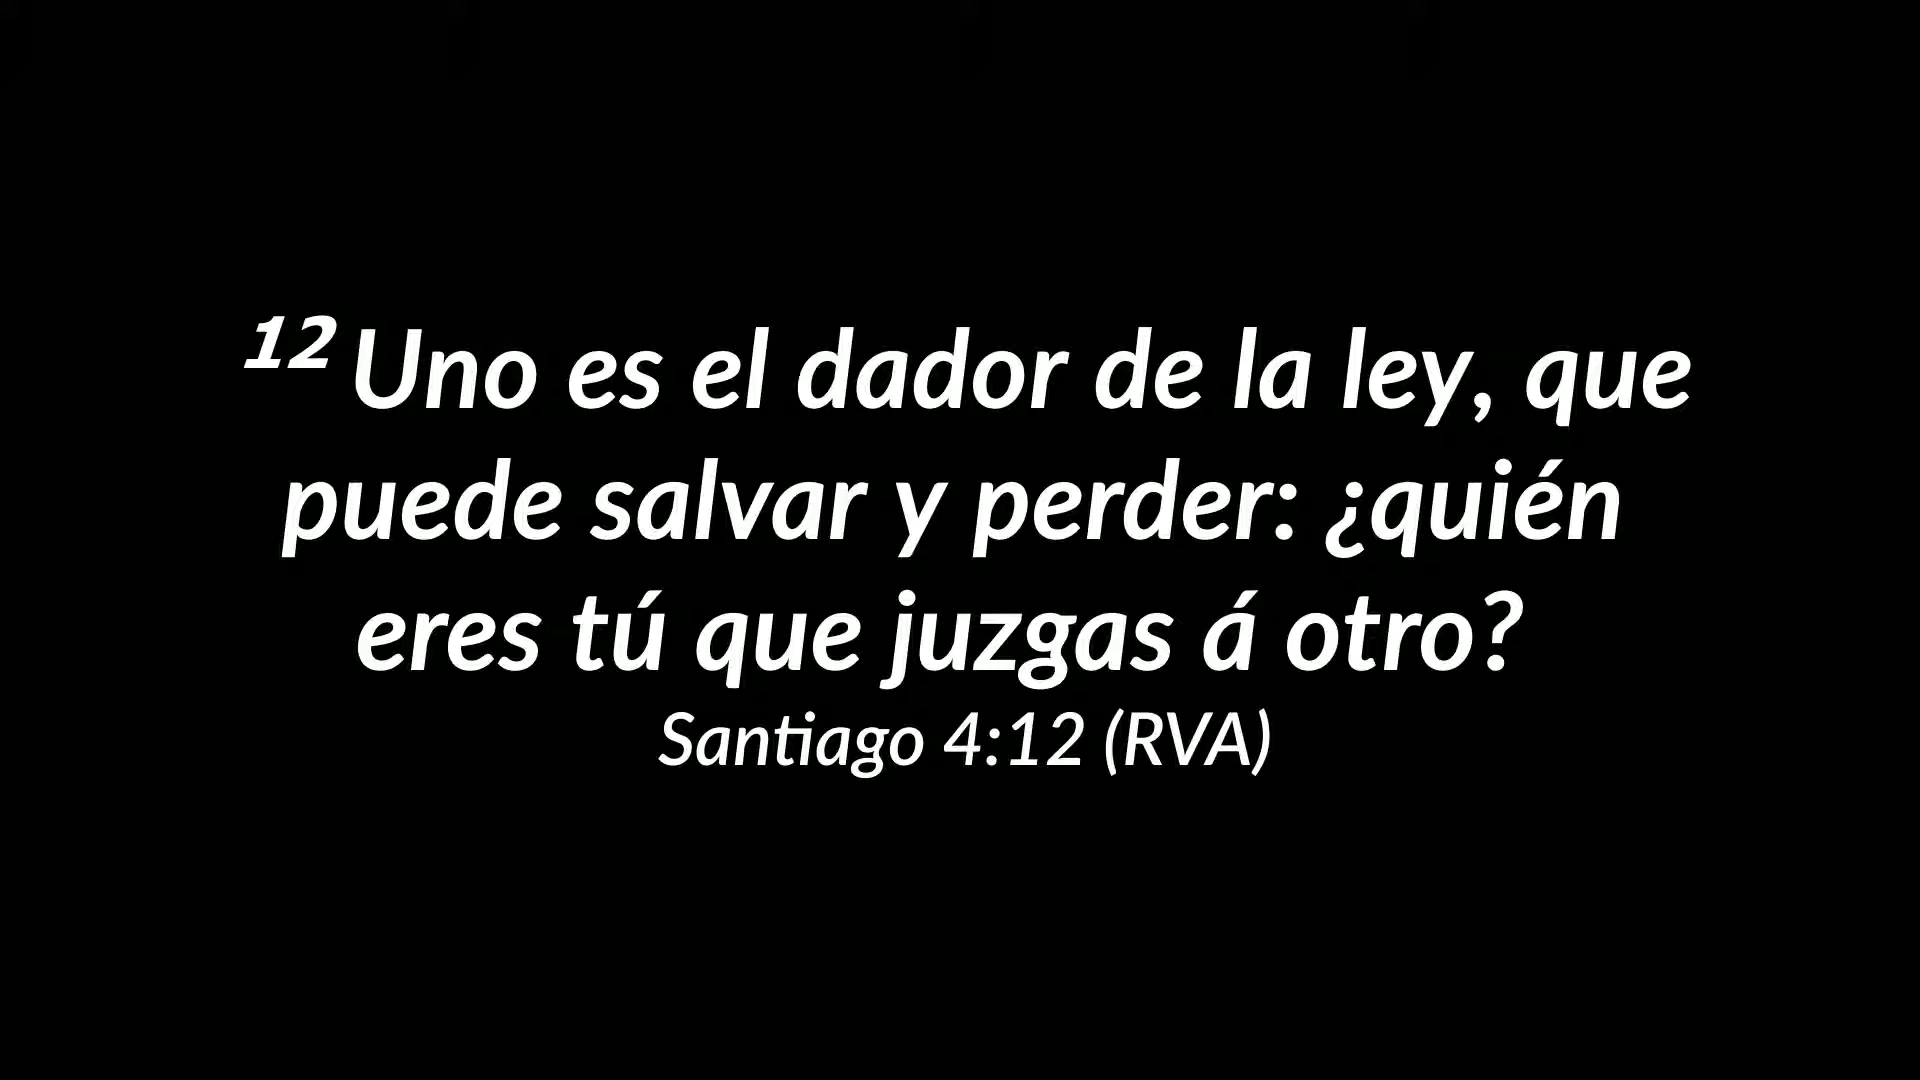 12 Uno es el dador de la ley, que
puede salvar y perder: ¿quién
eres tú que juzgas á otro?
Santiago 4:12 (RVA)